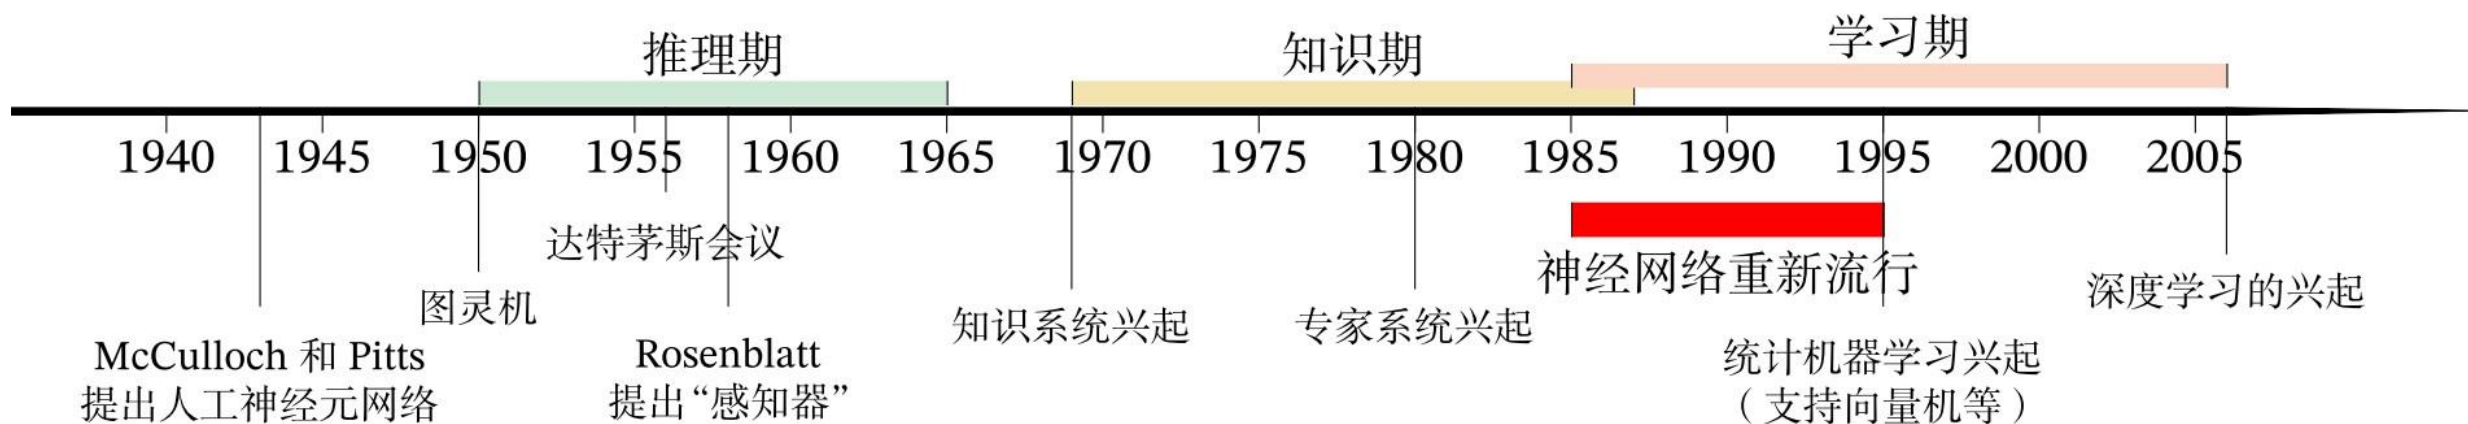 推理期
知识期
学习期
1940 1945 1950 1955 1960 1965 1970 1975 1980 1985 1990 1995 2000 2005
达特茅斯会议
神经网络重新流行
深度学习的兴起
图灵机
知识系统兴起
专家系统兴起
McCulloch 和 Pitts
提出人工神经元网络
Rosenblatt
提出“感知器”
统计机器学习兴起
（支持向量机等）